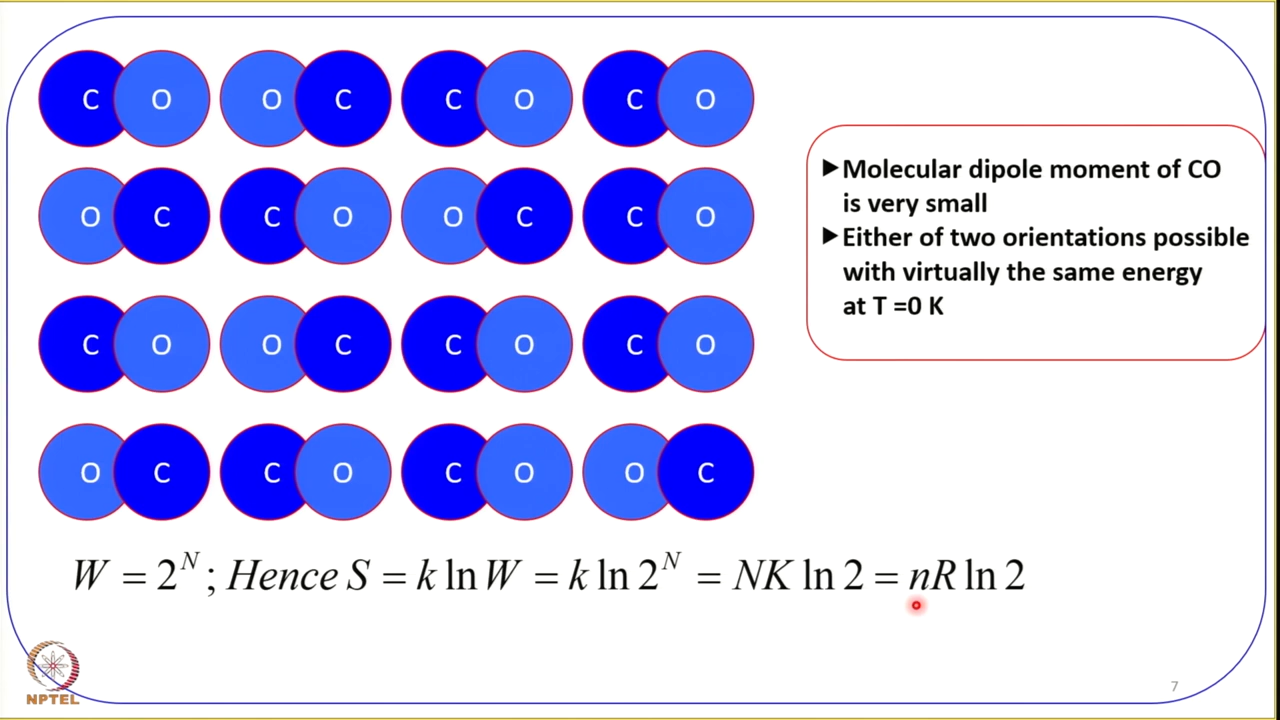 C O O C C O C O
O C C O O C C O
C O O C C O C O
O C C O C O O C
▶Molecular dipole moment of CO
is very small
▶Either of two orientations possible
with virtually the same energy
at T =0 K
W = 2^N ; Hence S = k ln W = k ln 2^N = NK ln 2 = nR ln 2
NPTEL
7